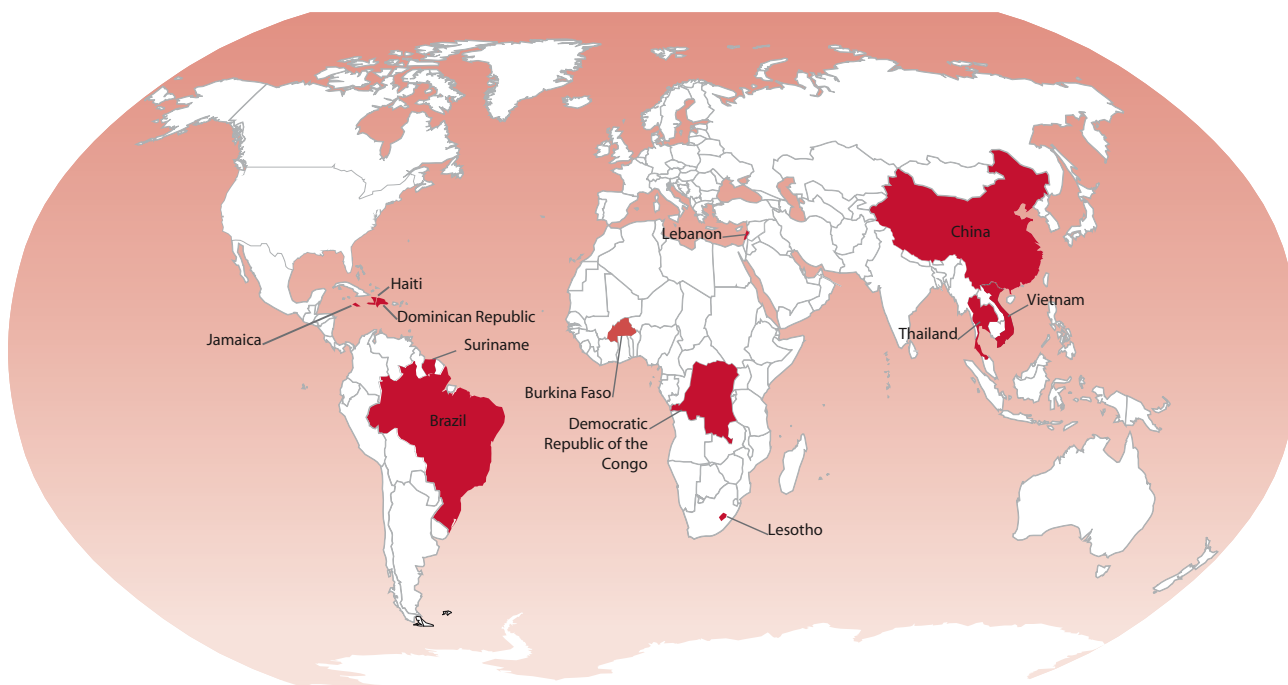 Lebanon
China
Haiti
Dominican Republic
Jamaica
Vietnam
Thailand
Suriname
Burkina Faso
Brazil
Democratic
Republic of the
Congo
Lesotho